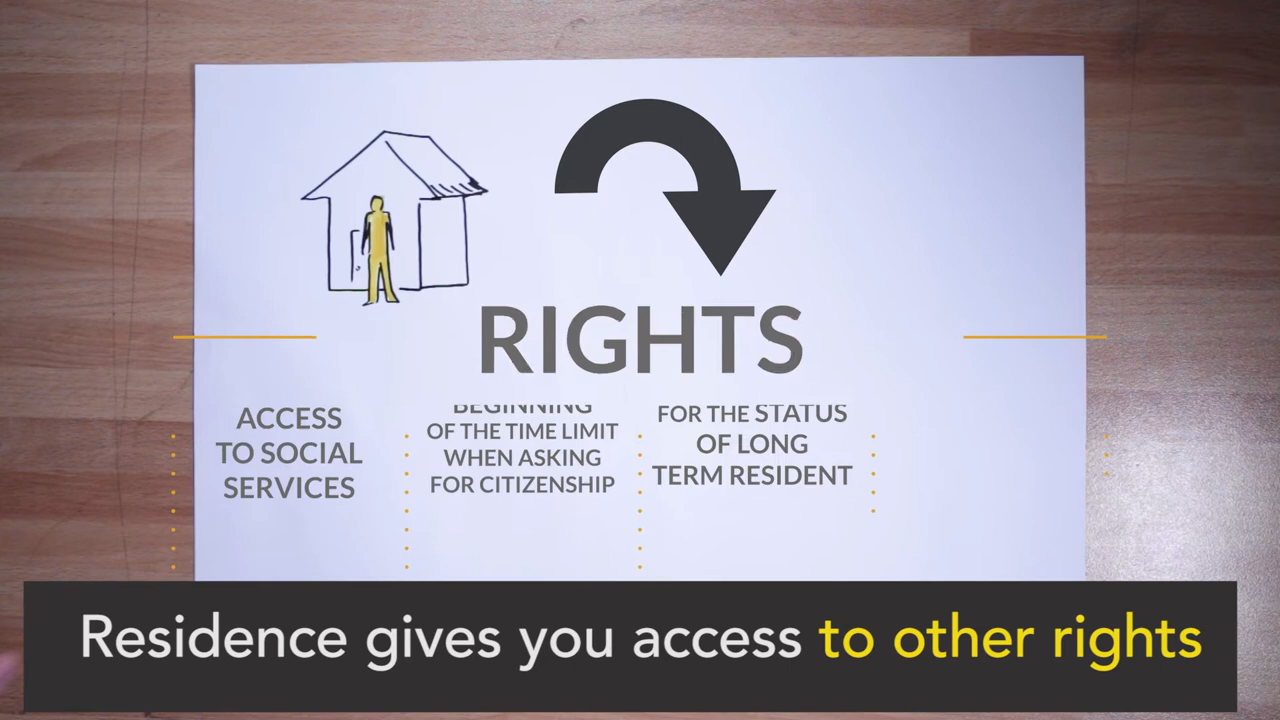 RIGHTS
ACCESS
TO SOCIAL
SERVICES
BEGINNING
OF THE TIME LIMIT
WHEN ASKING
FOR CITIZENSHIP
FOR THE STATUS
OF LONG
TERM RESIDENT
Residence gives you access to other rights